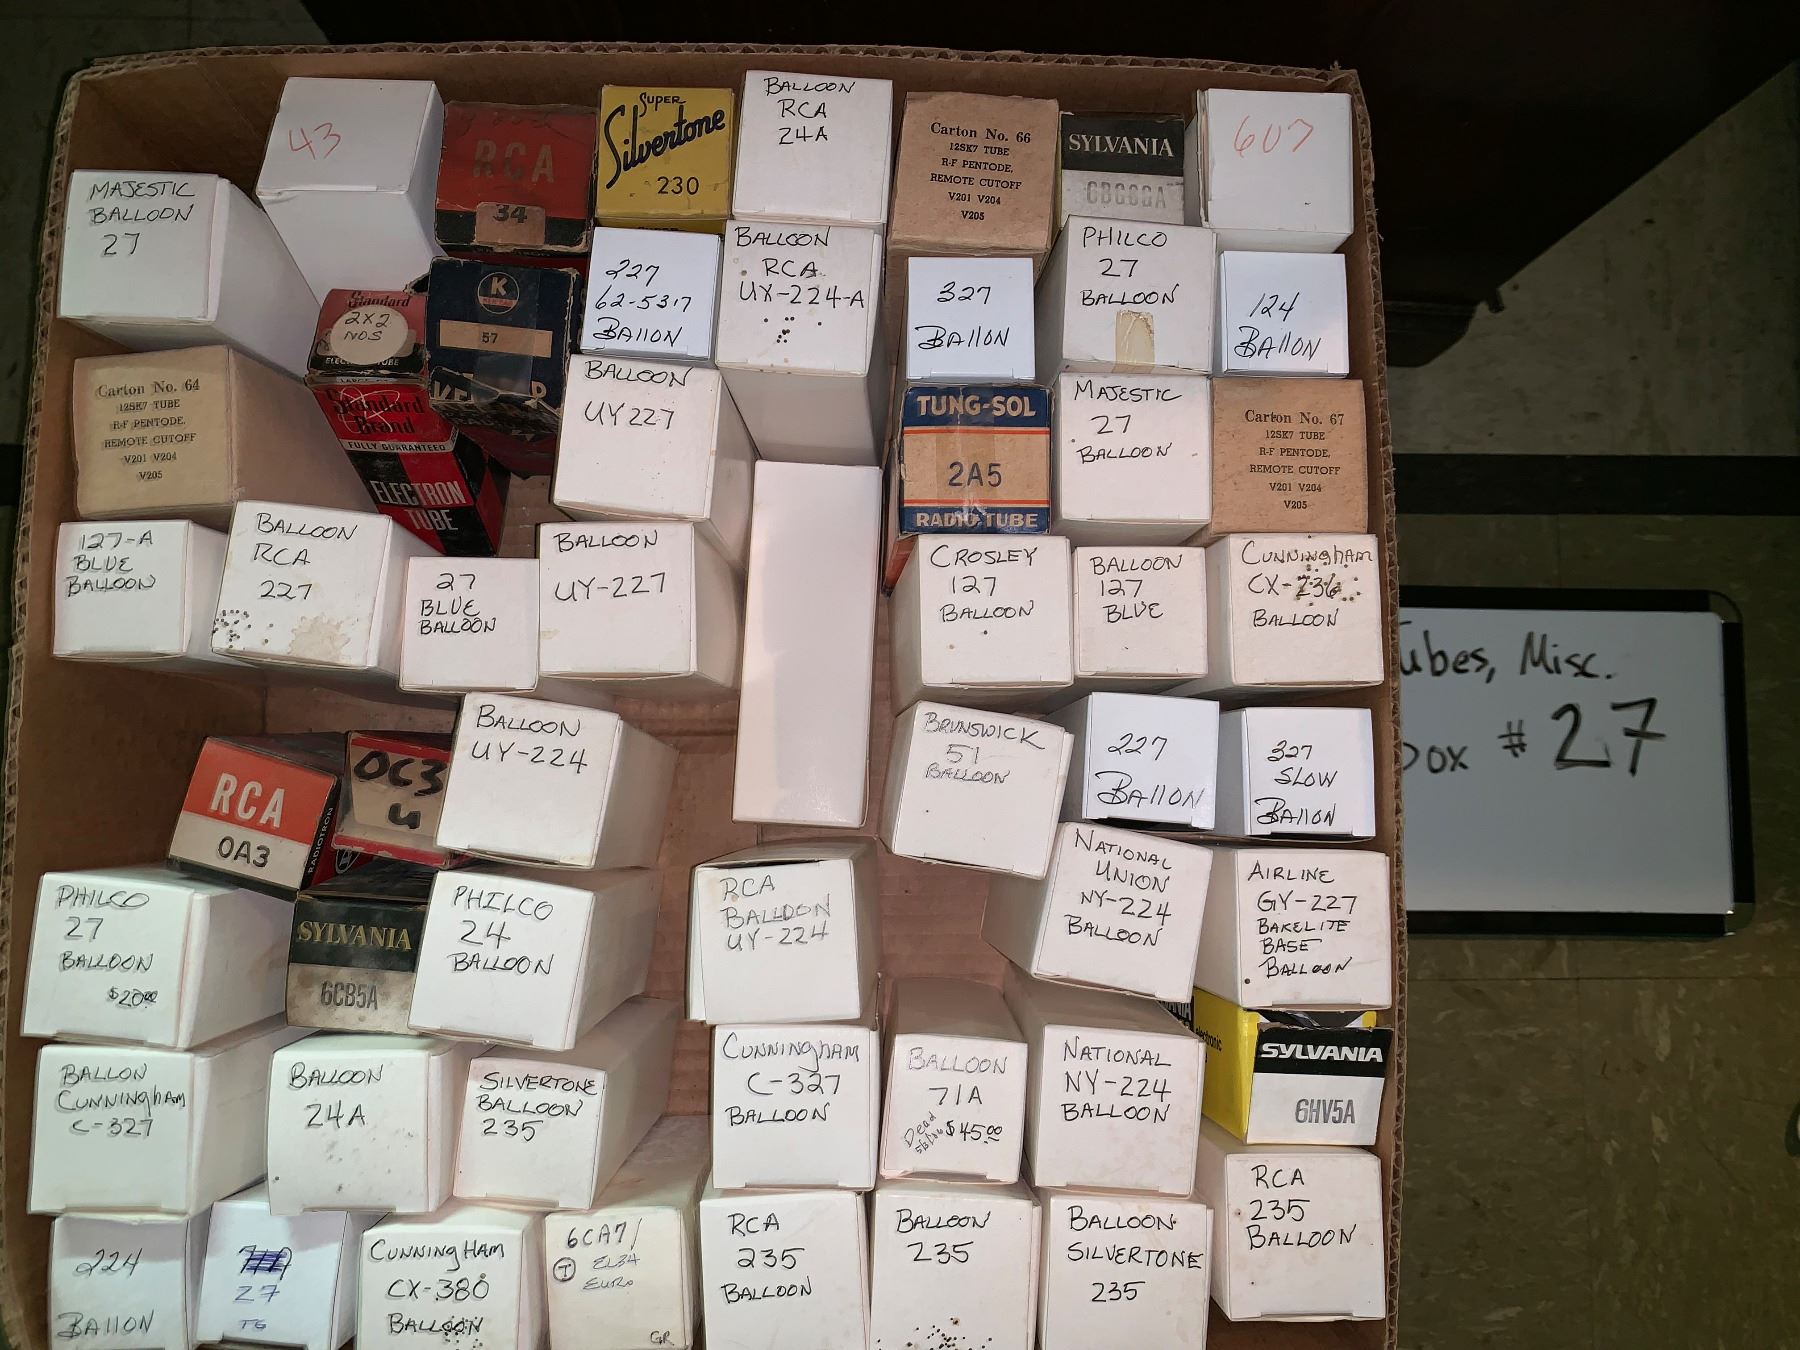 43
RCA
34
SUPER
Silvertone
230
BALLOON
RCA
24A
Carton No. 66
12SK7 TUBE
R-F PENTODE,
REMOTE CUTOFF
V201 V204
V205
SYLVANIA
6BG6GA
6U7
MAJESTIC
BALLOON
27
Standard
2X2
NOS
K
57
227
62-5317
BAllON
BALLOON
RCA
UX-224-A
327
BAllON
PHILCO
27
BALLOON
124
BAllON
Carton No. 64
12SK7 TUBE
R-F PENTODE,
REMOTE CUTOFF
V201 V204
V205
Standard
Brand
FULLY GUARANTEED
ELECTRON
TUBE
BALLOON
UY227
TUNG-SOL
2A5
RADIO TUBE
MAJESTIC
27
BALLOON
Carton No. 67
12SK7 TUBE
R-F PENTODE,
REMOTE CUTOFF
V201 V204
V205
127-A
BLUE
BALLOON
BALLOON
RCA
227
27
BLUE
BALLOON
BALLOON
UY-227
CROSLEY
127
BALLOON
BALLOON
127
BLUE
CUNNINGHAM
CX-236
BALLOON
Tubes, Misc.
Box # 27
RCA
OA3
RADIOTRON
OC3
BALLOON
UY-224
BRUNSWICK
51
BALLOON
227
BAllON
327
SLOW
BAllON
PHILCO
27
BALLOON
$20.00
SYLVANIA
6CB5A
PHILCO
24
BALLOON
RCA
BALLOON
UY-224
NATIONAL
UNION
NY-224
BALLOON
AIRLINE
GY-227
BAKELITE
BASE
BALLOON
BALLON
CUNNINGHAM
C-327
BALLOON
24A
SILVERTONE
BALLOON
235
CUNNINGHAM
C-327
BALLOON
BALLOON
71A
Dead
$45.00
NATIONAL
NY-224
BALLOON
SYLVANIA
6HV5A
224
BAllON
27
TG
CUNNINGHAM
CX-380
BALLOON
6CA7/
T EL34
EURO
GR
RCA
235
BALLOON
BALLOON
235
BALLOON
SILVERTONE
235
RCA
235
BALLOON